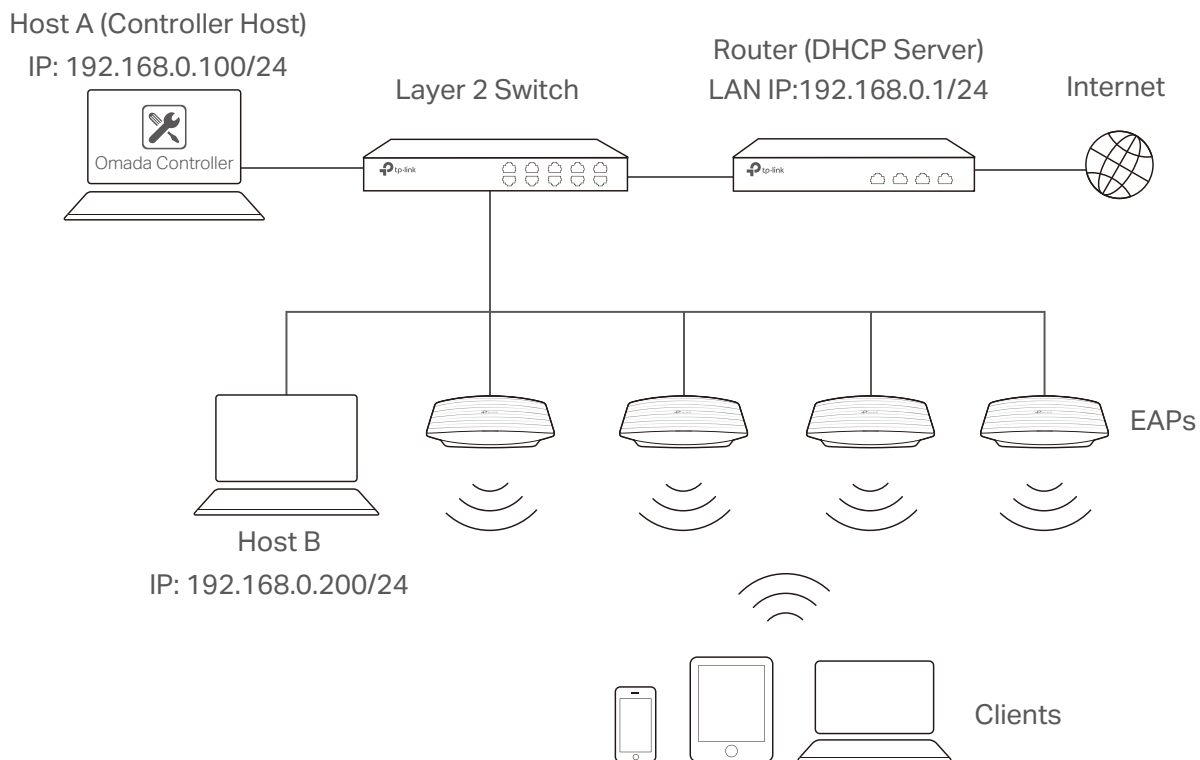 Host A (Controller Host)
IP: 192.168.0.100/24
Omada Controller
Layer 2 Switch
tp-link
Router (DHCP Server)
LAN IP:192.168.0.1/24
tp-link
Internet
EAPs
Host B
IP: 192.168.0.200/24
Clients